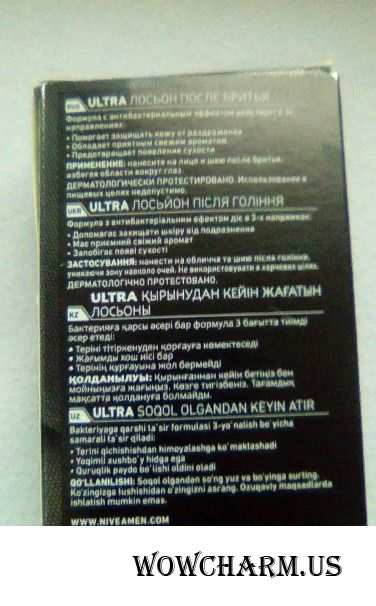 RUS ULTRA ЛОСЬОН ПОСЛЕ БРИТЬЯ
Формула с антибактериальным эффектом действует в 3х
направлениях:
• Помогает защищать кожу от раздражения
• Обладает приятным свежим ароматом
• Предотвращает появление сухости
ПРИМЕНЕНИЕ: нанесите на лицо и шею после бритья,
избегая области вокруг глаз.
ДЕРМАТОЛОГИЧЕСКИ ПРОТЕСТИРОВАНО. Использование в
пищевых целях недопустимо.
UKR ULTRA ЛОСЬЙОН ПІСЛЯ ГОЛІННЯ
Формула з антибактеріальним ефектом діє в 3-х напрямках:
• Допомагає захищати шкіру від подразнення
• Має приємний свіжий аромат
• Запобігає появі сухості
ЗАСТОСУВАННЯ: нанести на обличчя та шию після гоління,
уникаючи зону навколо очей. Не використовувати в харчових цілях.
ДЕРМАТОЛОГІЧНО ПРОТЕСТОВАНО.
ULTRA ҚЫРЫНУДАН КЕЙІН ЖАҒАТЫН
KZ ЛОСЬОНЫ
Бактерияға қарсы әсері бар формула 3 бағытта тиімді
әсер етеді:
• Теріні тітіркенуден қорғауға көмектеседі
• Жағымды хош иісі бар
• Терінің құрғауына жол бермейді
ҚОЛДАНЫЛУЫ: Қырынғаннан кейін бетіңіз бен
мойныңызға жағыңыз. Көзге тигізбеңіз. Тағамдық
мақсатта қолдануға болмайды.
UZ ULTRA SOQOL OLGANDAN KEYIN ATIR
Bakteriyaga qarshi ta'sir formulasi 3-yo'nalish bo'yicha
samarali ta'sir qiladi:
• Terini qichishishdan himoyalashga ko'maklashadi
• Yoqimli xushbo'y hidga ega
• Quruqlik paydo bo'lishi oldini oladi
QO'LLANILISHI: Soqol olgandan so'ng yuz va bo'yinga surting.
Ko'zingizga tushishidan o'zingizni asrang. Ozuqaviy maqsadlarda
ishlatish mumkin emas.
WWW.NIVEAMEN.COM
WOWCHARM.US